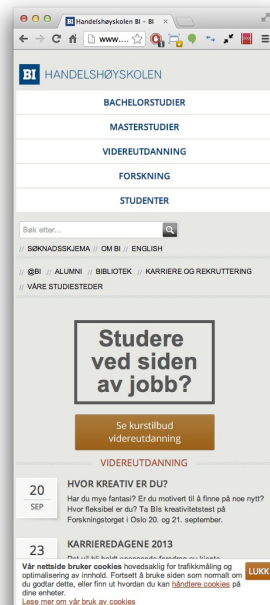 BI Handelshøyskolen – BI
www....
BI HANDELSHØYSKOLEN
BACHELORSTUDIER
MASTERSTUDIER
VIDEREUTDANNING
FORSKNING
STUDENTER
Søk etter...
// SØKNADSSKJEMA // OM BI // ENGLISH
// @BI // ALUMNI // BIBLIOTEK // KARRIERE OG REKRUTTERING
// VÅRE STUDIESTEDER
Studere
ved siden
av jobb?
Se kurstilbud
videreutdanning
VIDEREUTDANNING
20
SEP
HVOR KREATIV ER DU?
Har du mye fantasi? Er du motivert til å finne på noe nytt?
Hvor fleksibel er du? Ta BIs kreativitetstest på
Forskningstorget i Oslo 20. og 21. september.
23
KARRIEREDAGENE 2013
Vår nettside bruker cookies hovedsaklig for trafikkmåling og
optimalisering av innhold. Fortsett å bruke siden som normalt om
du godtar dette, eller finn ut hvordan du kan håndtere cookies på
dine enheter.
Lese mer om vår bruk av cookies
LUKK